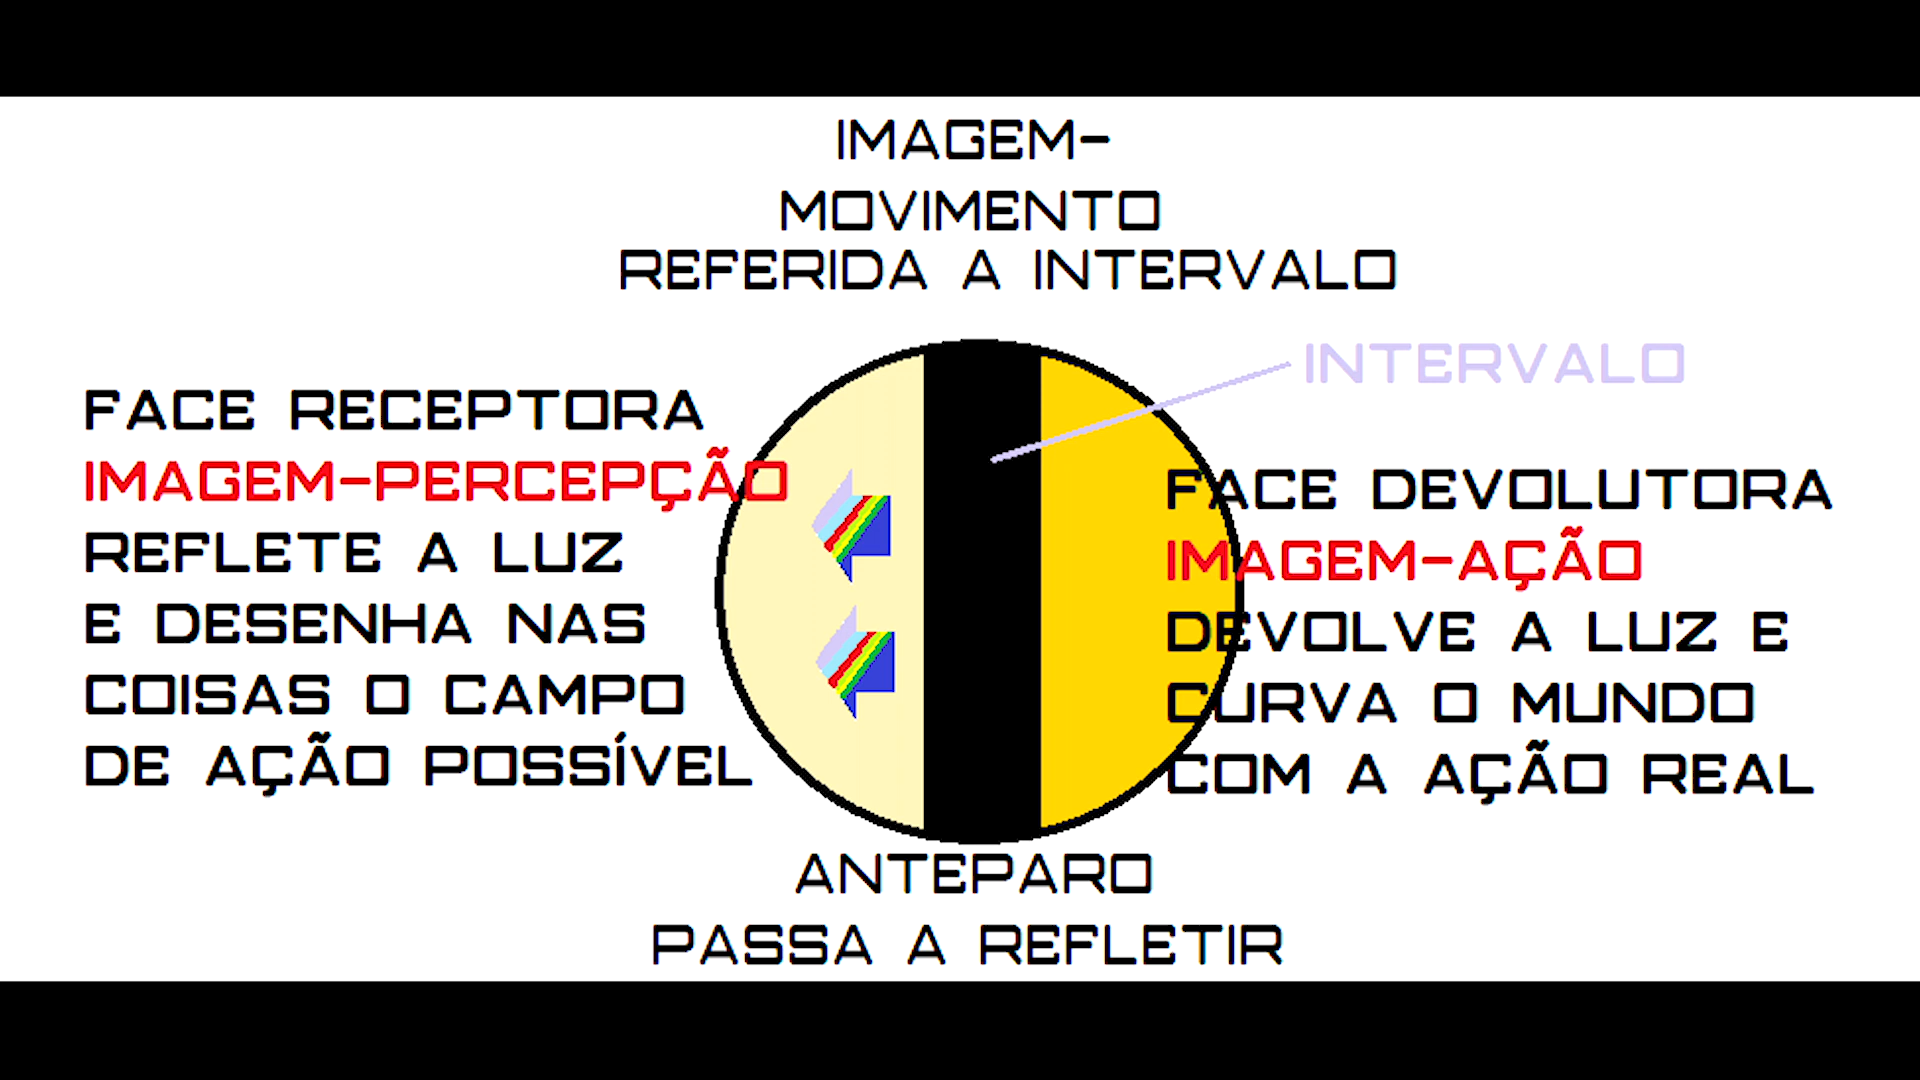 IMAGEM-
MOVIMENTO
REFERIDA A INTERVALO
INTERVALO
FACE RECEPTORA
IMAGEM-PERCEPÇÃO
REFLETE A LUZ
E DESENHA NAS
COISAS O CAMPO
DE AÇÃO POSSÍVEL
FACE DEVOLUTORA
IMAGEM-AÇÃO
DEVOLVE A LUZ E
CURVA O MUNDO
COM A AÇÃO REAL
ANTEPARO
PASSA A REFLETIR